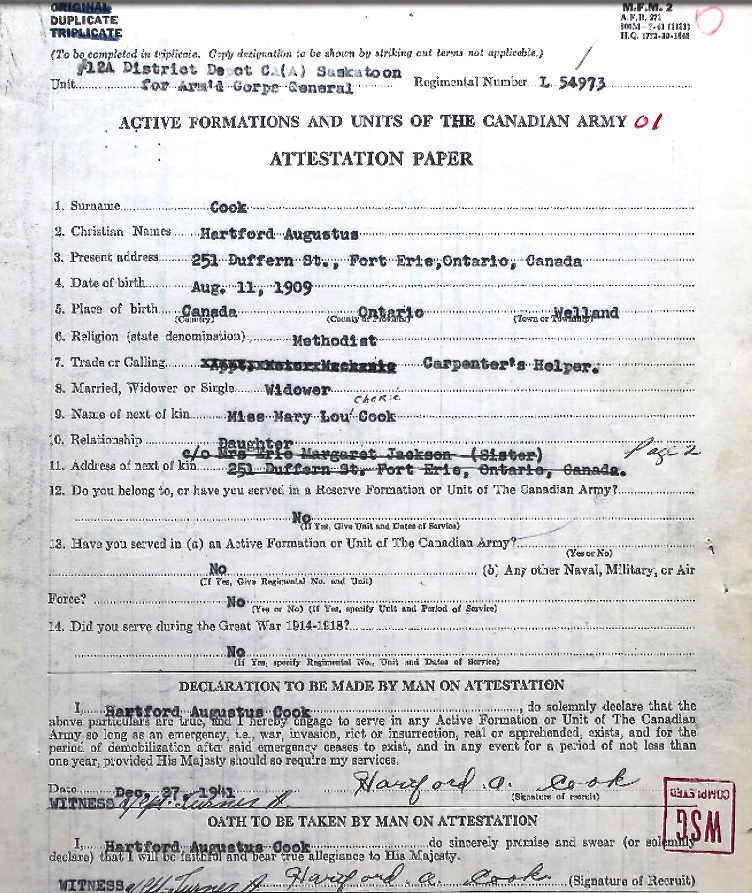 ORIGINAL
DUPLICATE
TRIPLICATE
M.F.M. 2
A.F.B. 271
H.Q. 1772-39-1648
(To be completed in triplicate. Copy designation to be shown by striking out terms not applicable.)
#12A District Depot CA(A) Saskatoon
Unit for Arm'd Corps General Regimental Number L 54973
ACTIVE FORMATIONS AND UNITS OF THE CANADIAN ARMY 01
ATTESTATION PAPER
1. Surname Cook
2. Christian Names Hartford Augustus
3. Present address 251 Duffern St., Fort Erie, Ontario, Canada
4. Date of birth Aug. 11, 1909
5. Place of birth Canada Ontario Welland
(Country) (County or Province) (Town or Township)
6. Religion (state denomination) Methodist
7. Trade or Calling Carpenter's Helper.
8. Married, Widower or Single Widower
Cherie
9. Name of next of kin Miss Mary Lou Cook
10. Relationship Daughter
c/o Mrs Eric Margaret Jackson (Sister) Page 2
11. Address of next of kin 251 Duffern St. Fort Erie, Ontario, Canada.
12. Do you belong to, or have you served in a Reserve Formation or Unit of The Canadian Army?
No
(If Yes, Give Unit and Dates of Service)
13. Have you served in (a) an Active Formation or Unit of The Canadian Army?
(Yes or No)
No (b) Any other Naval, Military, or Air
(If Yes, Give Regimental No. and Unit)
Force? No
(Yes or No) (If Yes, specify Unit and Period of Service)
14. Did you serve during the Great War 1914-1918?
No
(If Yes, specify Regimental No., Unit and Dates of Service)
DECLARATION TO BE MADE BY MAN ON ATTESTATION
I, Hartford Augustus Cook, do solemnly declare that the
above particulars are true, and I hereby engage to serve in any Active Formation or Unit of The Canadian
Army so long as an emergency, i.e., war, invasion, riot or insurrection, real or apprehended, exists, and for the
period of demobilization after said emergency ceases to exist, and in any event for a period of not less than
one year, provided His Majesty should so require my services.
Date Dec. 27, 1941 Hartford A. Cook
WITNESS Turner (Signature of recruit)
COMPLETED
WSG
OATH TO BE TAKEN BY MAN ON ATTESTATION
I, Hartford Augustus Cook do sincerely promise and swear (or solemnly
declare) that I will be faithful and bear true allegiance to His Majesty.
WITNESS Turner Hartford A. Cook (Signature of Recruit)